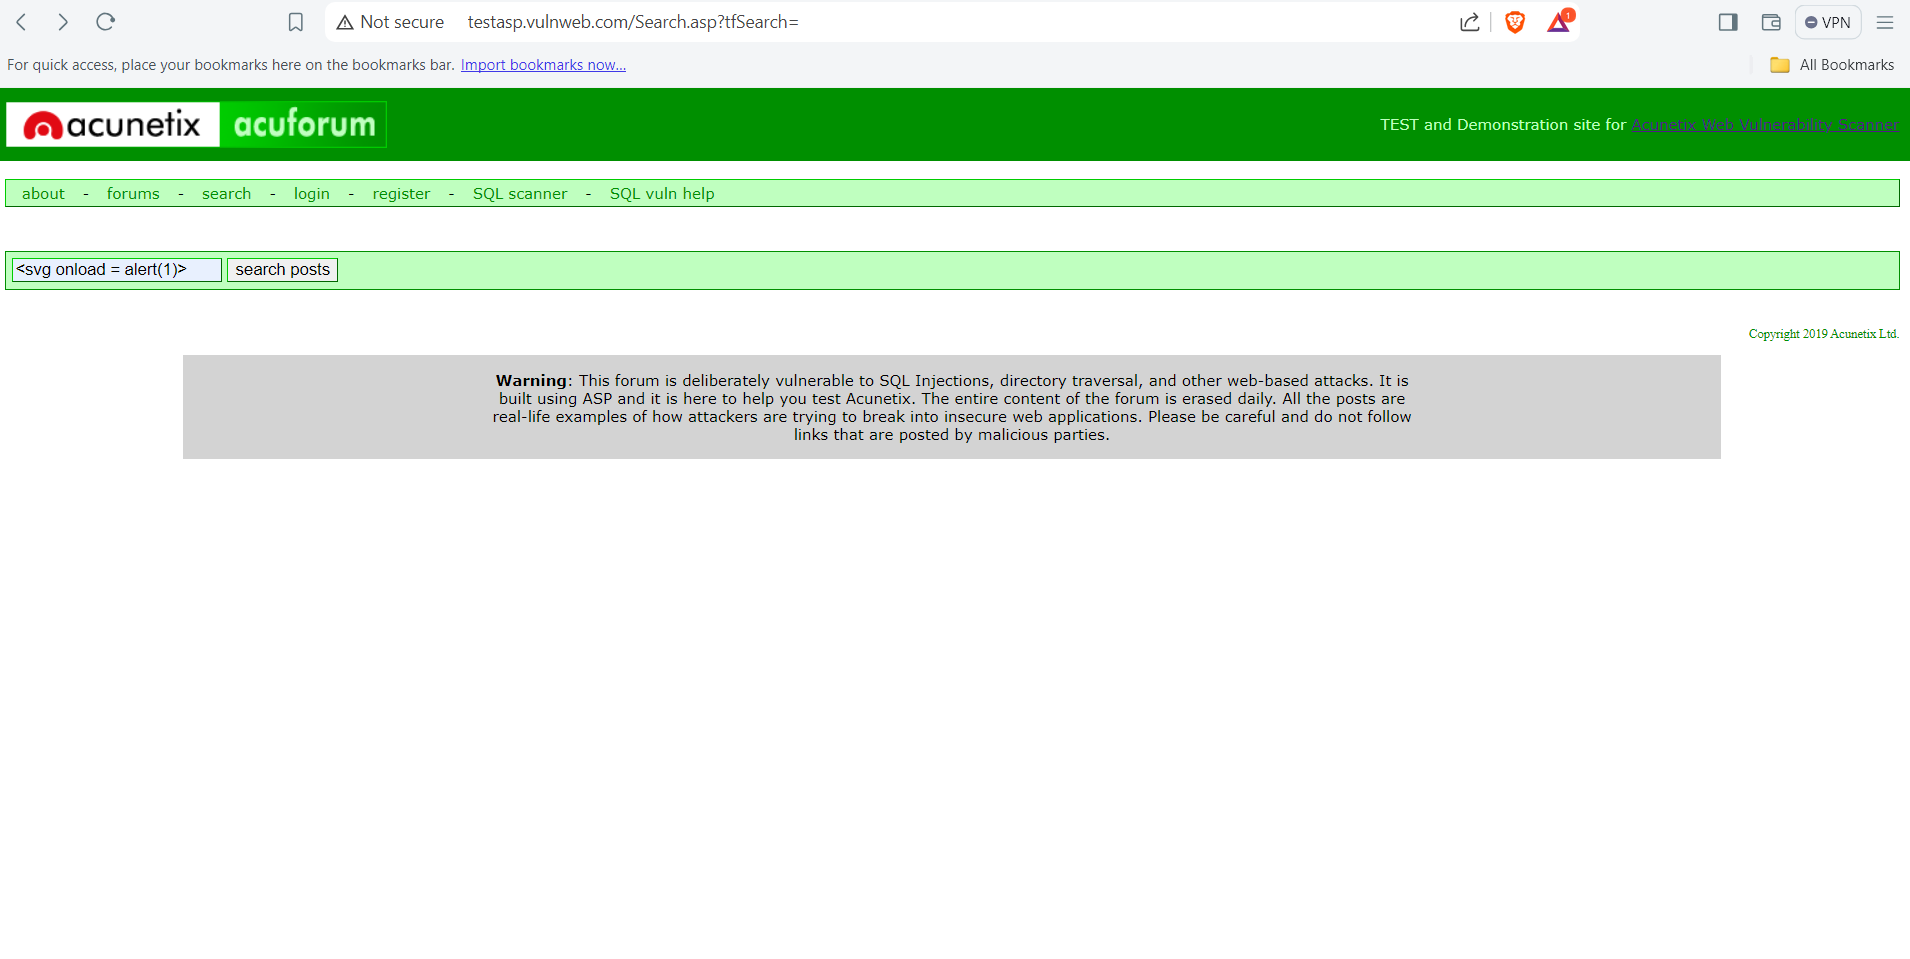 Not secure testasp.vulnweb.com/Search.asp?tfSearch= 1 VPN
For quick access, place your bookmarks here on the bookmarks bar. Import bookmarks now... All Bookmarks
acunetix acuforum TEST and Demonstration site for Acunetix Web Vulnerability Scanner
about - forums - search - login - register - SQL scanner - SQL vuln help
<svg onload = alert(1)> search posts
Copyright 2019 Acunetix Ltd.
Warning: This forum is deliberately vulnerable to SQL Injections, directory traversal, and other web-based attacks. It is
built using ASP and it is here to help you test Acunetix. The entire content of the forum is erased daily. All the posts are
real-life examples of how attackers are trying to break into insecure web applications. Please be careful and do not follow
links that are posted by malicious parties.